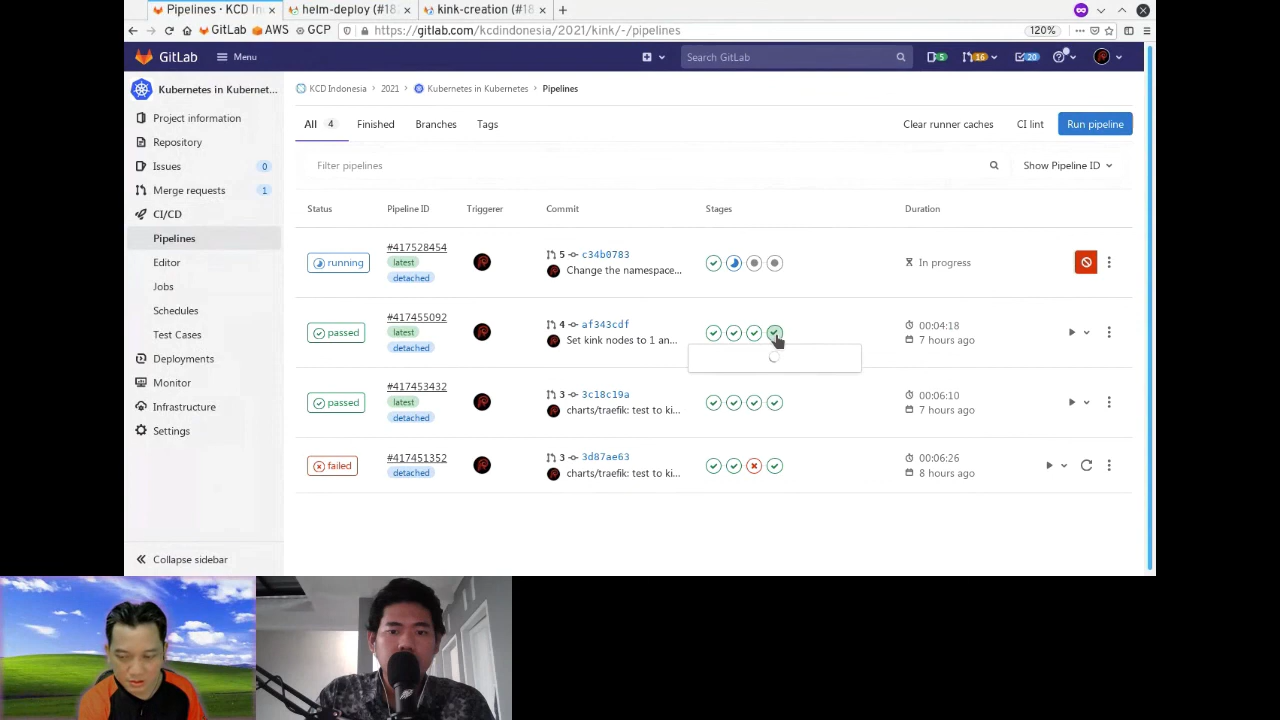 Pipelines · KCD In
helm-deploy (#18
kink-creation (#18
GitLab AWS GCP
https://gitlab.com/kcdindonesia/2021/kink/-/pipelines
120%
GitLab Menu
Search GitLab
5 16 20
Kubernetes in Kubernet...
KCD Indonesia > 2021 > Kubernetes in Kubernetes > Pipelines
Project information
Repository
Issues 0
Merge requests 1
CI/CD
Pipelines
Editor
Jobs
Schedules
Test Cases
Deployments
Monitor
Infrastructure
Settings
Collapse sidebar
All 4 Finished Branches Tags
Clear runner caches CI lint Run pipeline
Filter pipelines
Show Pipeline ID
Status Pipeline ID Triggerer Commit Stages Duration
running
#417528454
latest
detached
5 c34b0783
Change the namespace...
In progress
passed
#417455092
latest
detached
4 af343cdf
Set kink nodes to 1 an...
00:04:18
7 hours ago
passed
#417453432
latest
detached
3 3c18c19a
charts/traefik: test to ki...
00:06:10
7 hours ago
failed
#417451352
detached
3 3d87ae63
charts/traefik: test to ki...
00:06:26
8 hours ago